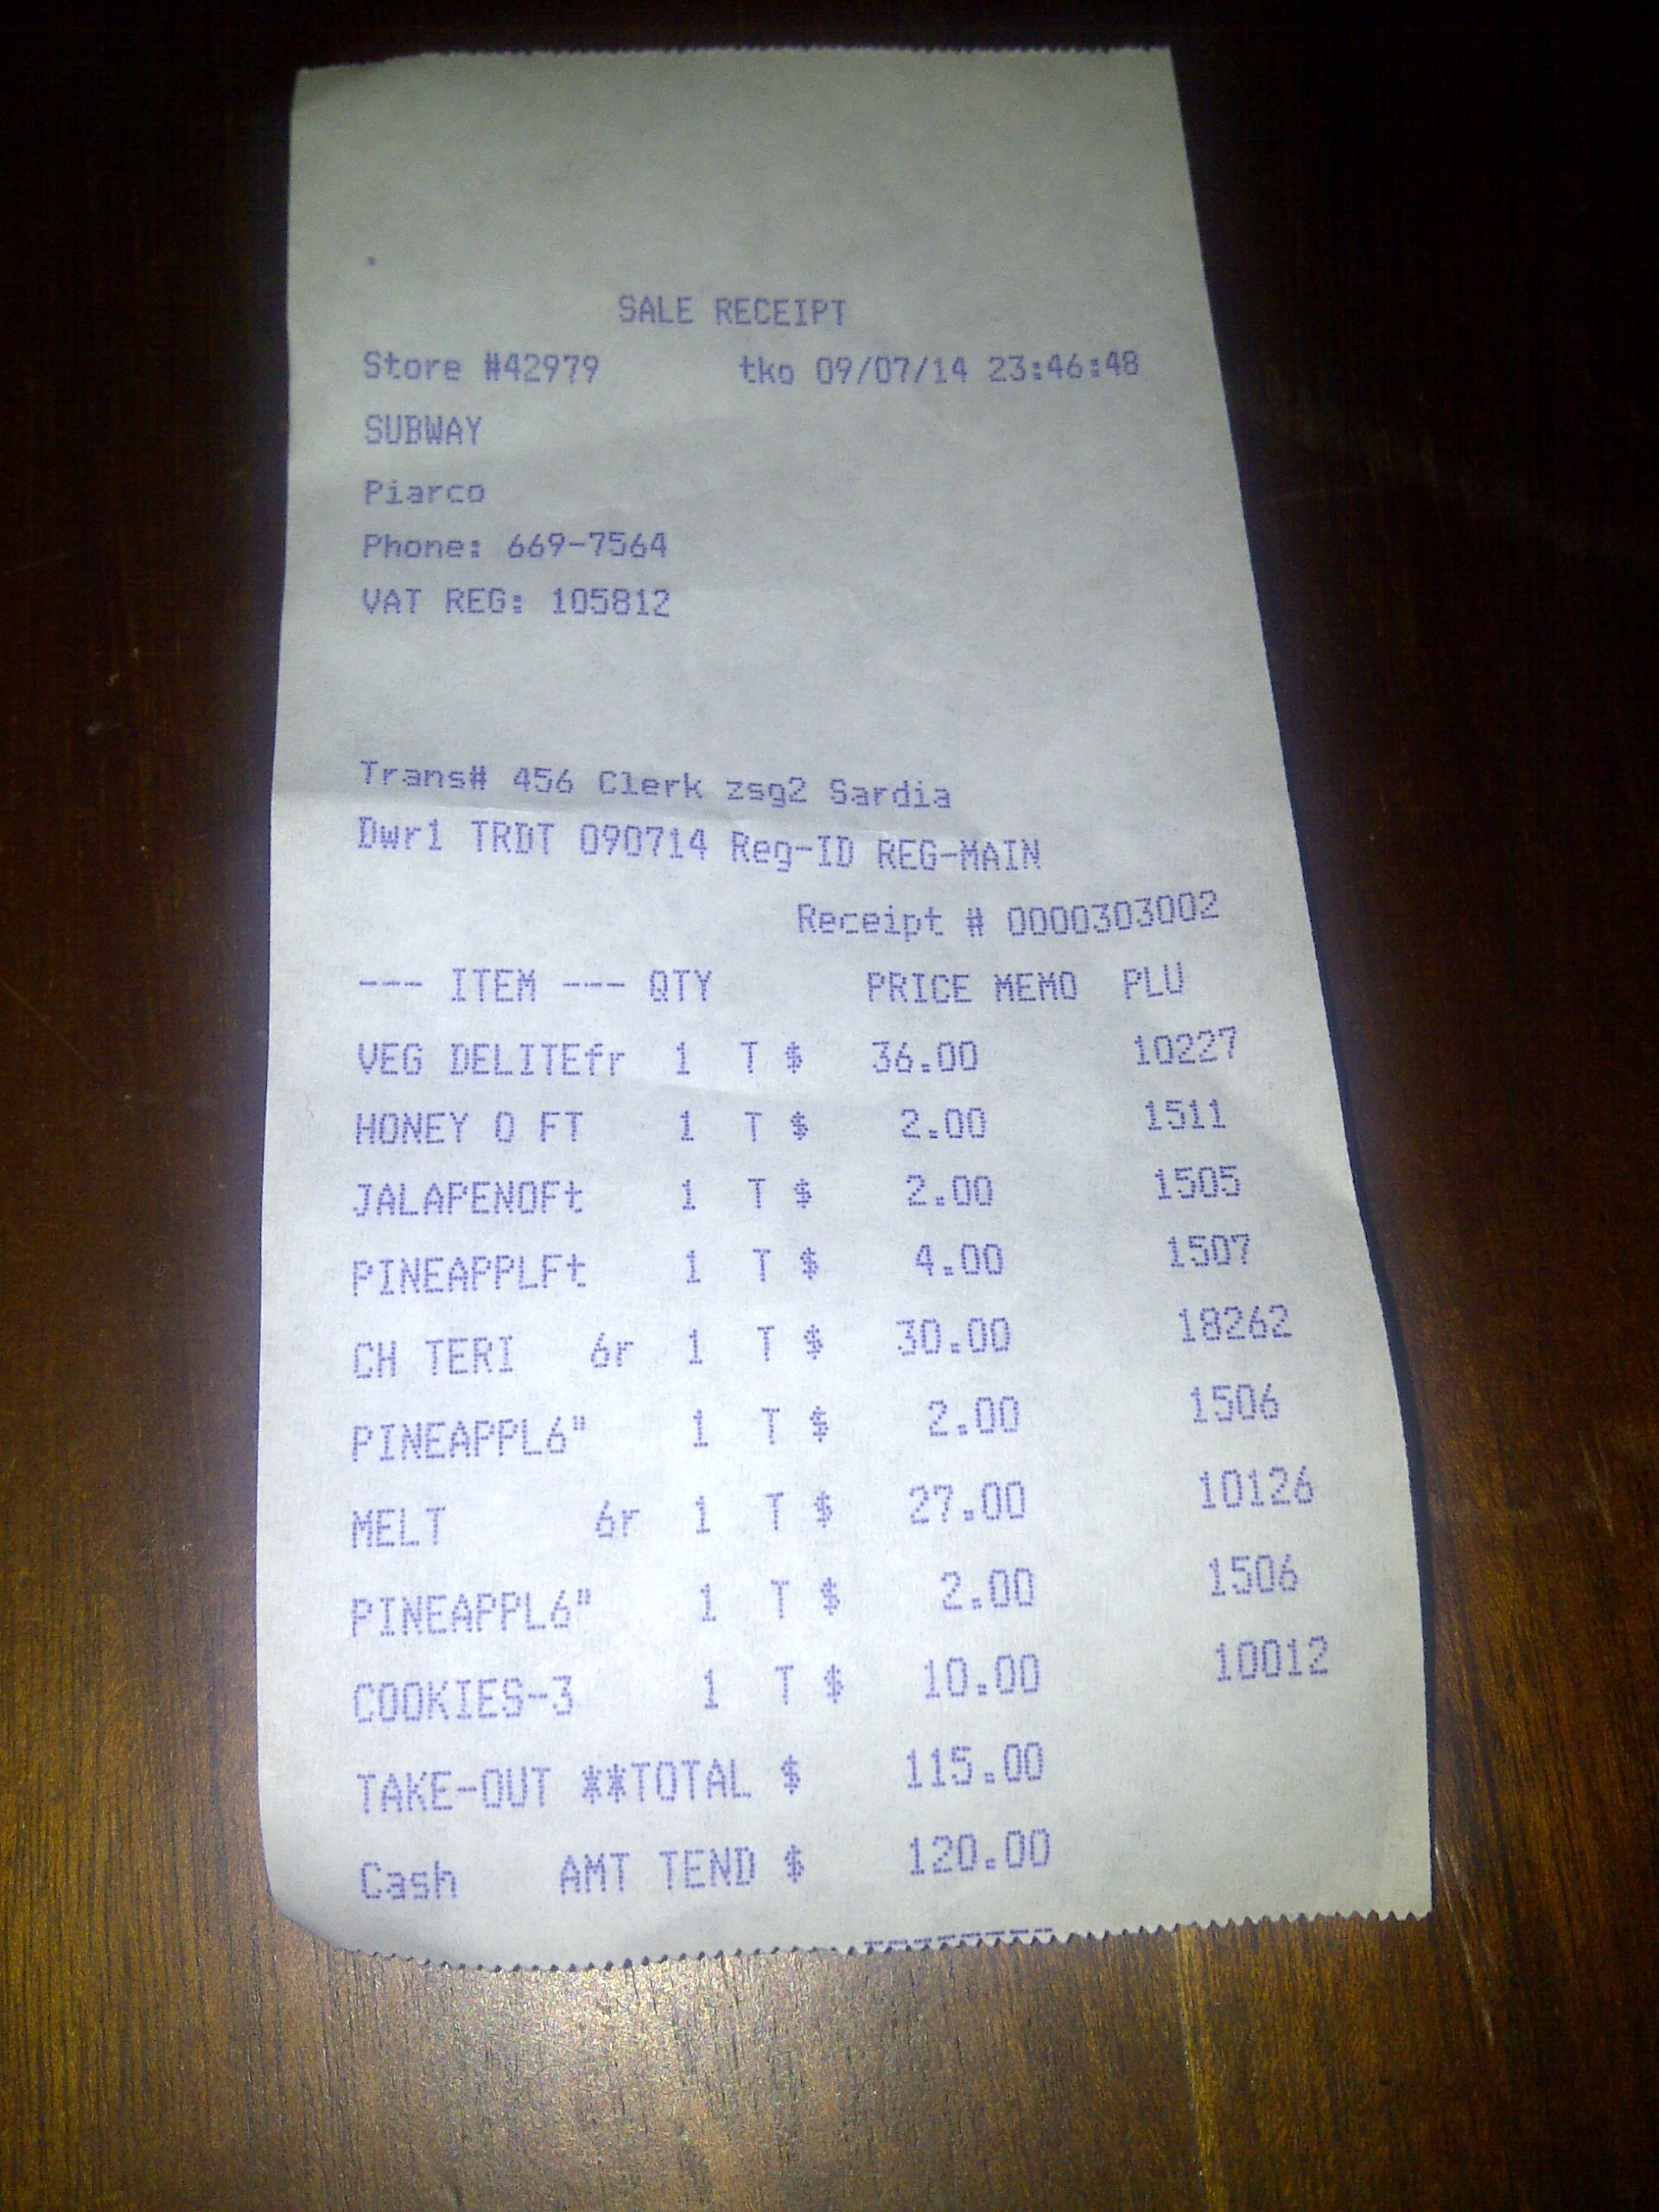 SALE RECEIPT
Store #42979 tko 09/07/14 23:46:48
SUBWAY
Piarco
Phone: 669-7564
VAT REG: 105812
Trans# 456 Clerk zsg2 Sardia
Dwr1 TRDT 090714 Reg-ID REG-MAIN
Receipt # 0000303002
--- ITEM --- QTY PRICE MEMO PLU
VEG DELITEfr 1 T $ 36.00 10227
HONEY O FT 1 T $ 2.00 1511
JALAPENOFt 1 T $ 2.00 1505
PINEAPPLFt 1 T $ 4.00 1507
CH TERI 6r 1 T $ 30.00 18262
PINEAPPL6" 1 T $ 2.00 1506
MELT 6r 1 T $ 27.00 10126
PINEAPPL6" 1 T $ 2.00 1506
COOKIES-3 1 T $ 10.00 10012
TAKE-OUT **TOTAL $ 115.00
Cash AMT TEND $ 120.00